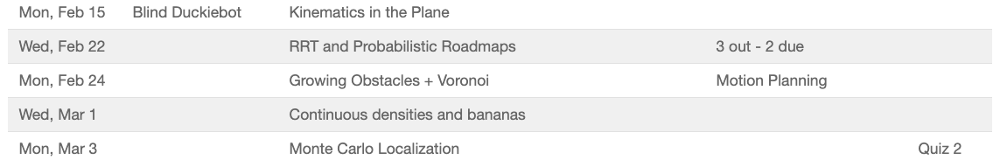 Mon, Feb 15 Blind Duckiebot Kinematics in the Plane
Wed, Feb 22 RRT and Probabilistic Roadmaps 3 out - 2 due
Mon, Feb 24 Growing Obstacles + Voronoi Motion Planning
Wed, Mar 1 Continuous densities and bananas
Mon, Mar 3 Monte Carlo Localization Quiz 2